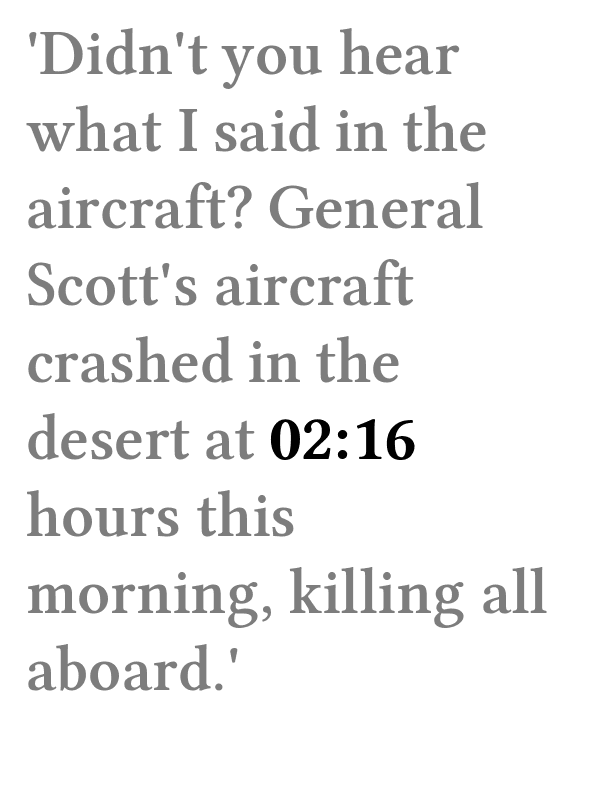 'Didn't you hear
what I said in the
aircraft? General
Scott's aircraft
crashed in the
desert at 02:16
hours this
morning, killing all
aboard.'